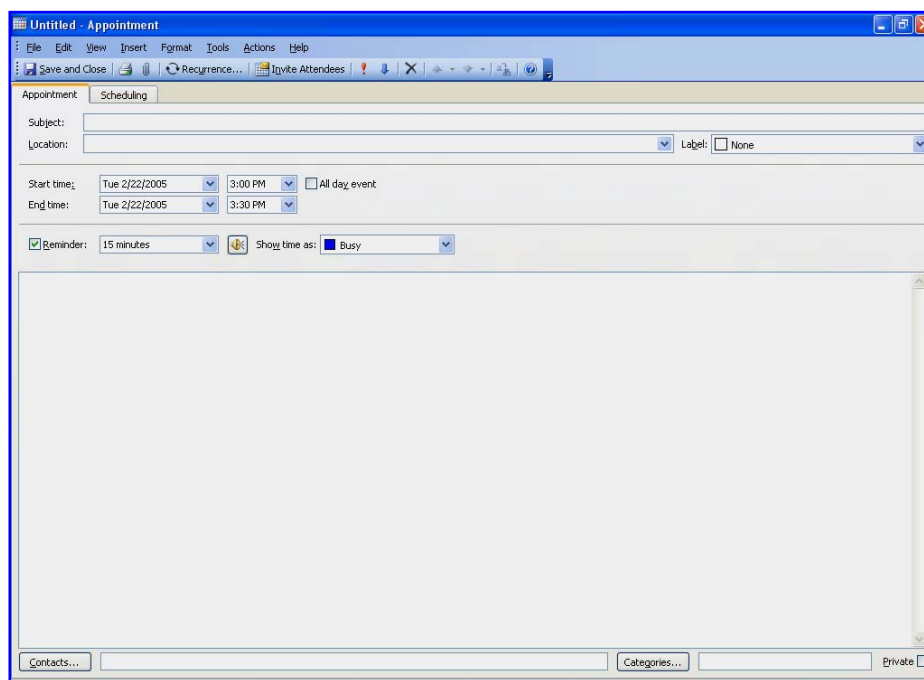 Untitled - Appointment
File Edit View Insert Format Tools Actions Help
Save and Close Recurrence... Invite Attendees
Appointment Scheduling
Subject:
Location: Label: None
Start time: Tue 2/22/2005 3:00 PM All day event
End time: Tue 2/22/2005 3:30 PM
Reminder: 15 minutes Show time as: Busy
Contacts... Categories... Private